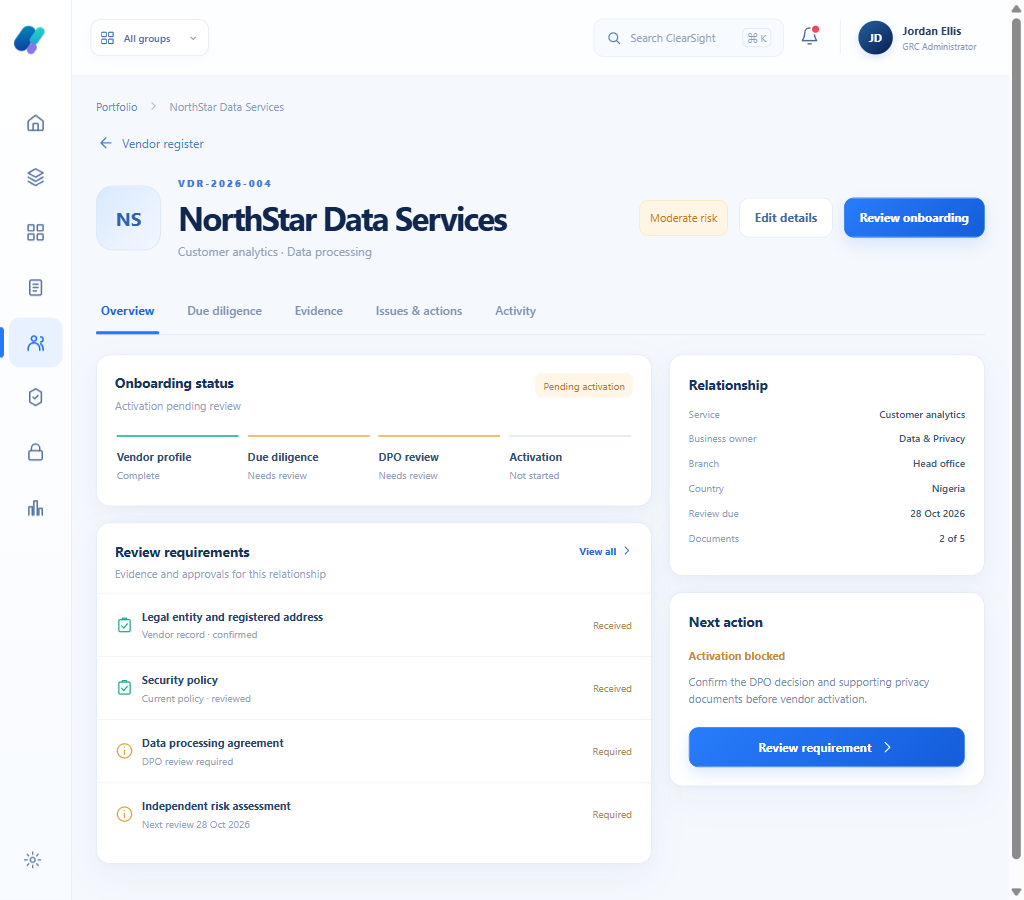 All groups
Search ClearSight
⌘ K
JD
Jordan Ellis
GRC Administrator
Portfolio
NorthStar Data Services
Vendor register
NS
VDR-2026-004
NorthStar Data Services
Customer analytics · Data processing
Moderate risk
Edit details
Review onboarding
Overview
Due diligence
Evidence
Issues & actions
Activity
Onboarding status
Activation pending review
Pending activation
Vendor profile
Complete
Due diligence
Needs review
DPO review
Needs review
Activation
Not started
Review requirements
Evidence and approvals for this relationship
View all
Legal entity and registered address
Vendor record · confirmed
Received
Security policy
Current policy · reviewed
Received
Data processing agreement
DPO review required
Required
Independent risk assessment
Next review 28 Oct 2026
Required
Relationship
Service Customer analytics
Business owner Data & Privacy
Branch Head office
Country Nigeria
Review due 28 Oct 2026
Documents 2 of 5
Next action
Activation blocked
Confirm the DPO decision and supporting privacy
documents before vendor activation.
Review requirement